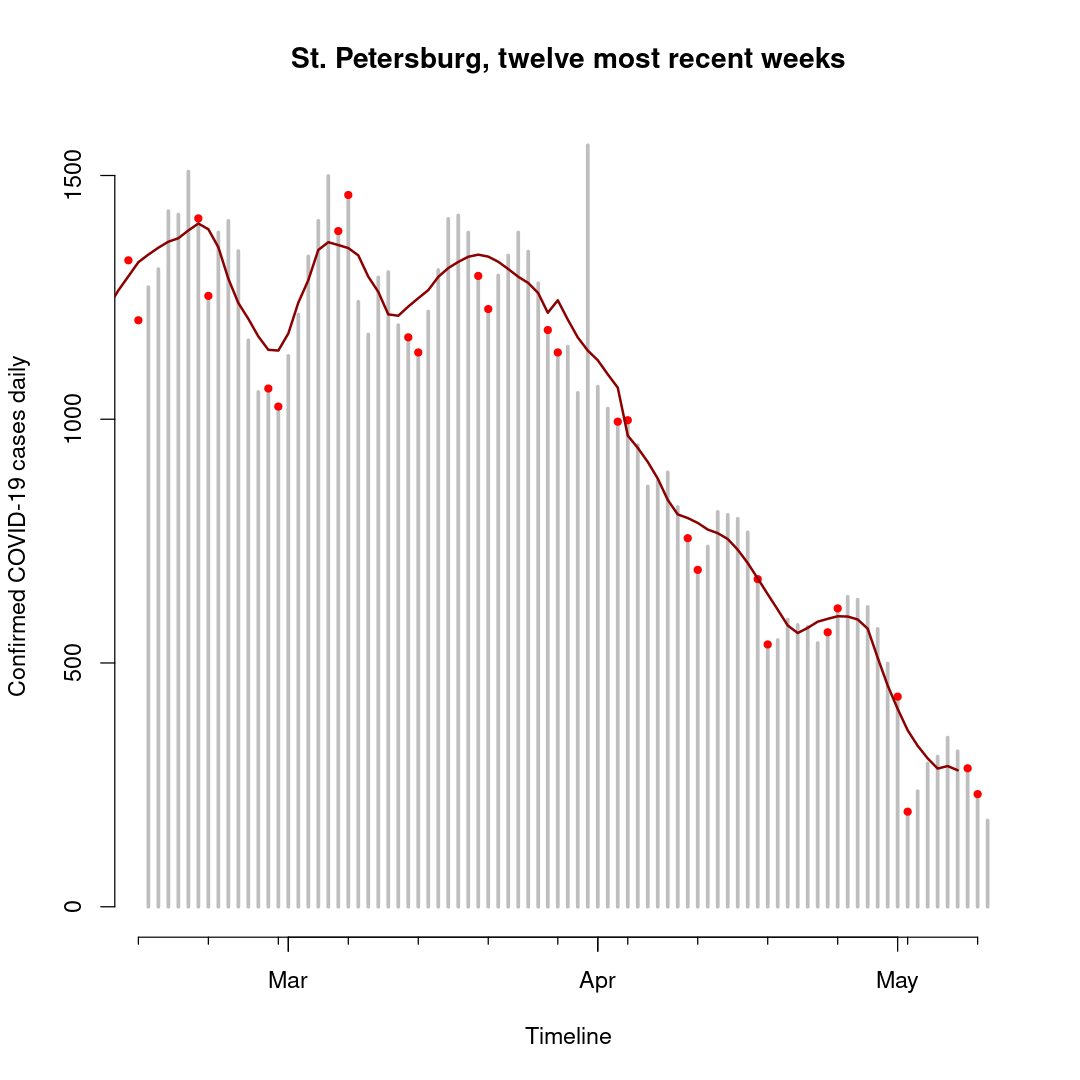 St. Petersburg, twelve most recent weeks
Confirmed COVID-19 cases daily
1500
1000
500
0
Mar Apr May
Timeline